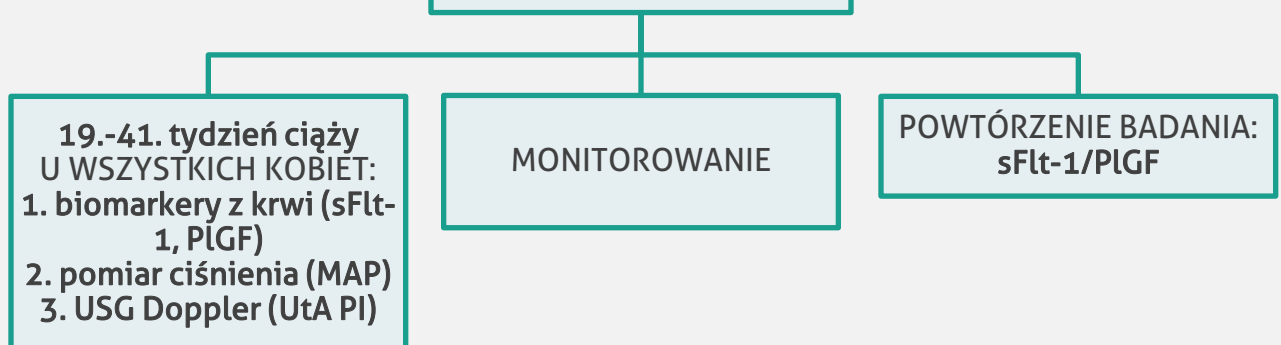 19.-41. tydzień ciąży
U WSZYSTKICH KOBIET:
1. biomarkery z krwi (sFlt-
1, PlGF)
2. pomiar ciśnienia (MAP)
3. USG Doppler (UtA PI)
MONITOROWANIE
POWTÓRZENIE BADANIA:
sFlt-1/PlGF